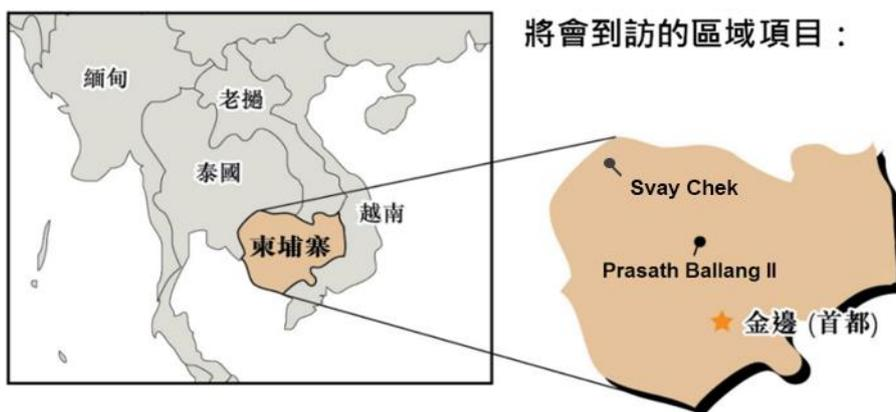 將會到訪的區域項目：
緬甸
老撾
泰國
越南
柬埔寨
Svay Chek
Prasath Ballang II
金邊 (首都)